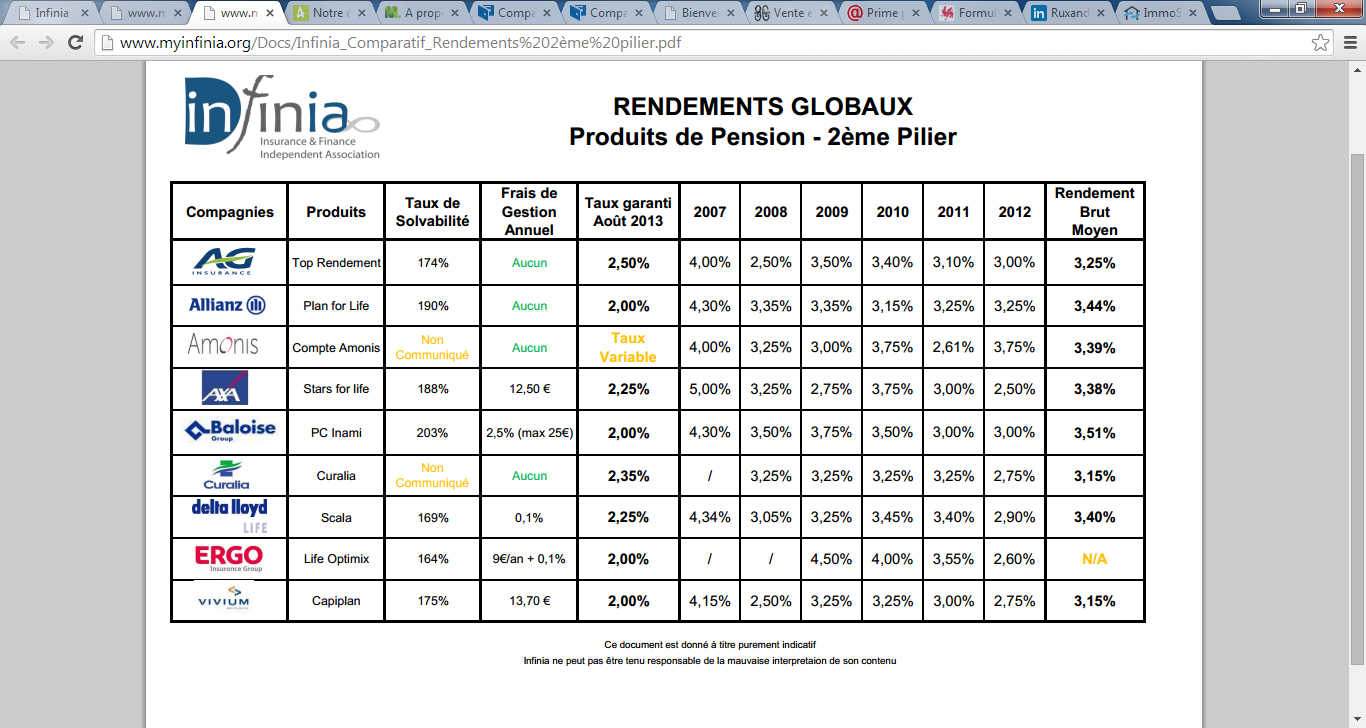 Infinia
www.m
www.n
Notre c
A prop
Compa
Compa
Bienver
Vente e
Prime p
Formul
Ruxand
ImmoS
www.myinfinia.org/Docs/Infinia_Comparatif_Rendements%202ème%20pilier.pdf
infinia
Insurance & Finance
Independent Association
RENDEMENTS GLOBAUX
Produits de Pension - 2ème Pilier
Compagnies Produits Taux de Solvabilité Frais de Gestion Annuel Taux garanti Août 2013 2007 2008 2009 2010 2011 2012 Rendement Brut Moyen
AG INSURANCE Top Rendement 174% Aucun 2,50% 4,00% 2,50% 3,50% 3,40% 3,10% 3,00% 3,25%
Allianz Plan for Life 190% Aucun 2,00% 4,30% 3,35% 3,35% 3,15% 3,25% 3,25% 3,44%
Amonis Compte Amonis Non Communiqué Aucun Taux Variable 4,00% 3,25% 3,00% 3,75% 2,61% 3,75% 3,39%
AXA Stars for life 188% 12,50 € 2,25% 5,00% 3,25% 2,75% 3,75% 3,00% 2,50% 3,38%
Baloise Group PC Inami 203% 2,5% (max 25€) 2,00% 4,30% 3,50% 3,75% 3,50% 3,00% 3,00% 3,51%
Curalia Curalia Non Communiqué Aucun 2,35% / 3,25% 3,25% 3,25% 3,25% 2,75% 3,15%
delta lloyd LIFE Scala 169% 0,1% 2,25% 4,34% 3,05% 3,25% 3,45% 3,40% 2,90% 3,40%
ERGO Insurance Group Life Optimix 164% 9€/an + 0,1% 2,00% / / 4,50% 4,00% 3,55% 2,60% N/A
VIVIUM Capiplan 175% 13,70 € 2,00% 4,15% 2,50% 3,25% 3,25% 3,00% 2,75% 3,15%
Ce document est donné à titre purement indicatif
Infinia ne peut pas être tenu responsable de la mauvaise interpretaion de son contenu